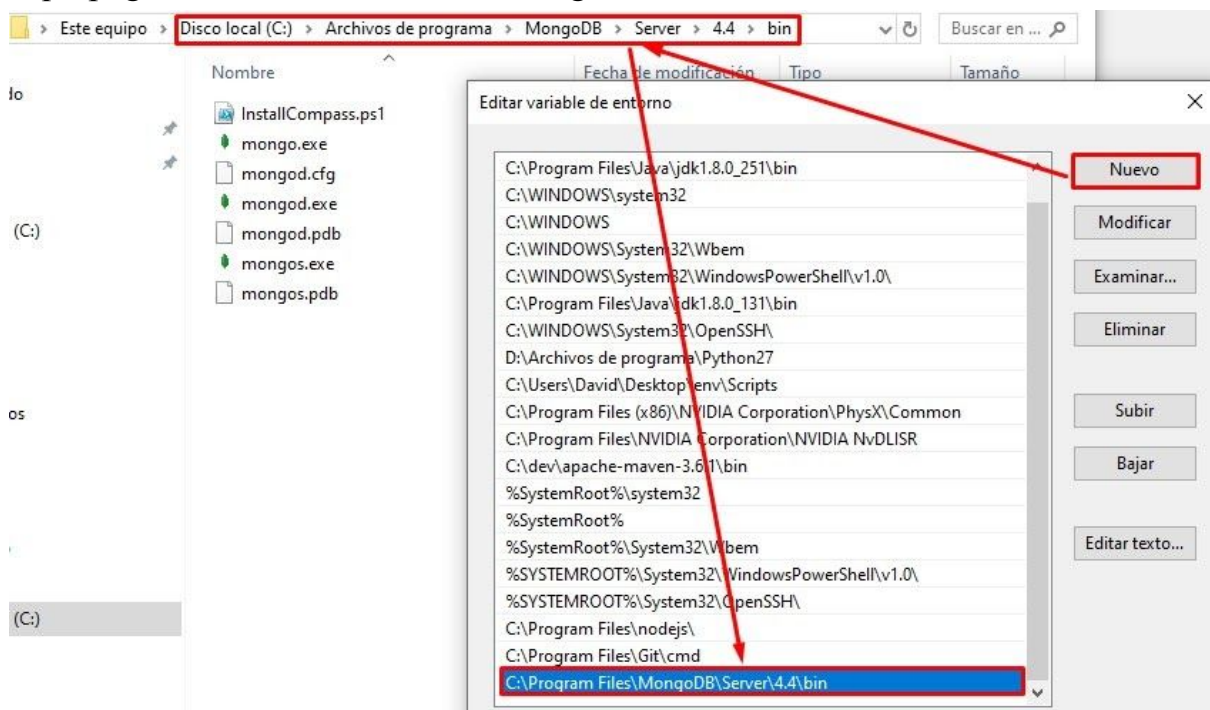 Este equipo > Disco local (C:) > Archivos de programa > MongoDB > Server > 4.4 > bin
Buscar en ...
Nombre
Fecha de modificación
Tipo
Tamaño
InstallCompass.ps1
mongo.exe
mongod.cfg
mongod.exe
mongod.pdb
mongos.exe
mongos.pdb
(C:)
os
(C:)
Editar variable de entorno
C:\Program Files\Java\jdk1.8.0_251\bin
C:\WINDOWS\system32
C:\WINDOWS
C:\WINDOWS\System32\Wbem
C:\WINDOWS\System32\WindowsPowerShell\v1.0\
C:\Program Files\Java\jdk1.8.0_131\bin
C:\WINDOWS\System32\OpenSSH\
D:\Archivos de programa\Python27
C:\Users\David\Desktop\env\Scripts
C:\Program Files (x86)\NVIDIA Corporation\PhysX\Common
C:\Program Files\NVIDIA Corporation\NVIDIA NvDLISR
C:\dev\apache-maven-3.6.1\bin
%SystemRoot%\system32
%SystemRoot%
%SystemRoot%\System32\Wbem
%SYSTEMROOT%\System32\WindowsPowerShell\v1.0\
%SYSTEMROOT%\System32\OpenSSH\
C:\Program Files\nodejs\
C:\Program Files\Git\cmd
C:\Program Files\MongoDB\Server\4.4\bin
Nuevo
Modificar
Examinar...
Eliminar
Subir
Bajar
Editar texto...